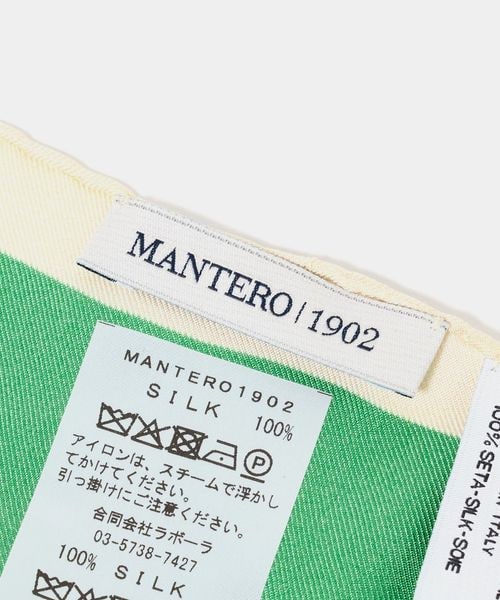 MANTERO | 1902
MANTERO1902
SILK 100%
アイロンは、スチームで浮かし
てかけてください。
引っ掛けにご注意ください。
合同会社ラボーラ
03-5738-7427
100% SILK
ITALY
100% SETA-SILK-SOIE